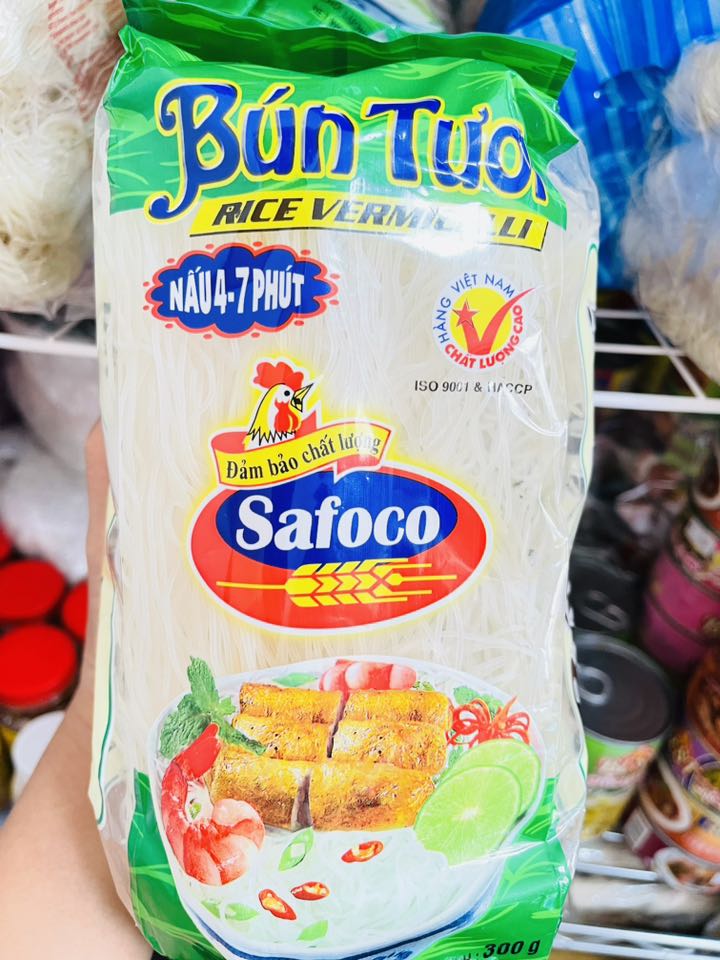 Bún Tươi
RICE VERMICELLI
NẤU 4-7 PHÚT
HÀNG VIỆT NAM
CHẤT LƯỢNG CAO
ISO 9001 & HACCP
Đảm bảo chất lượng
Safoco
300 g